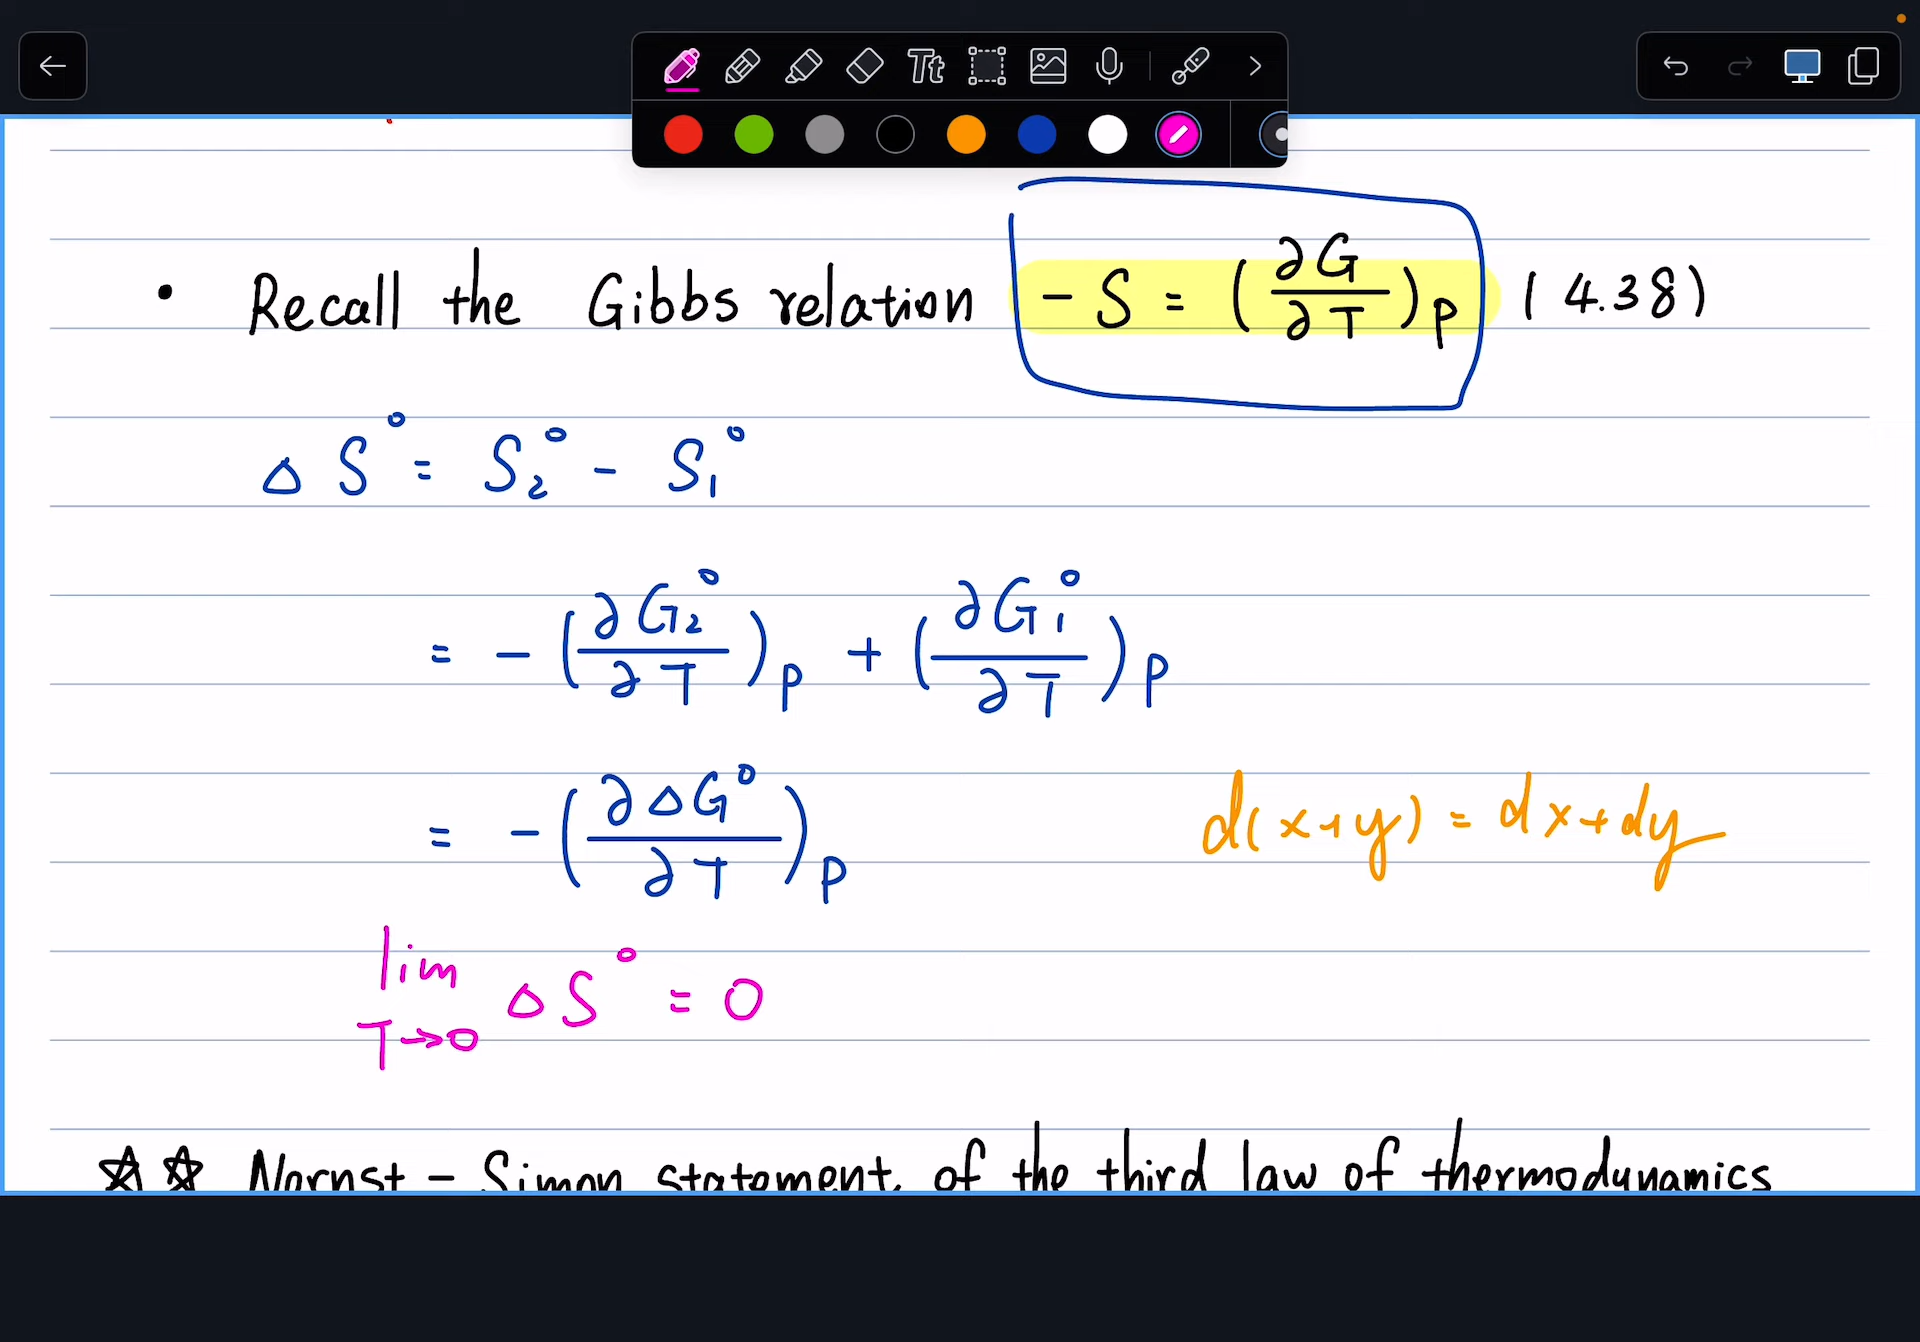 Tt
• Recall the Gibbs relation -S = (∂G/∂T)P (4.38)
ΔS° = S₂° - S₁°
= -(∂G₂°/∂T)P + (∂G₁°/∂T)P
= -(∂ΔG°/∂T)P
d(x+y) = dx+dy
lim T→0 ΔS° = 0
☆☆ Nernst - Simon statement of the third law of thermodynamics